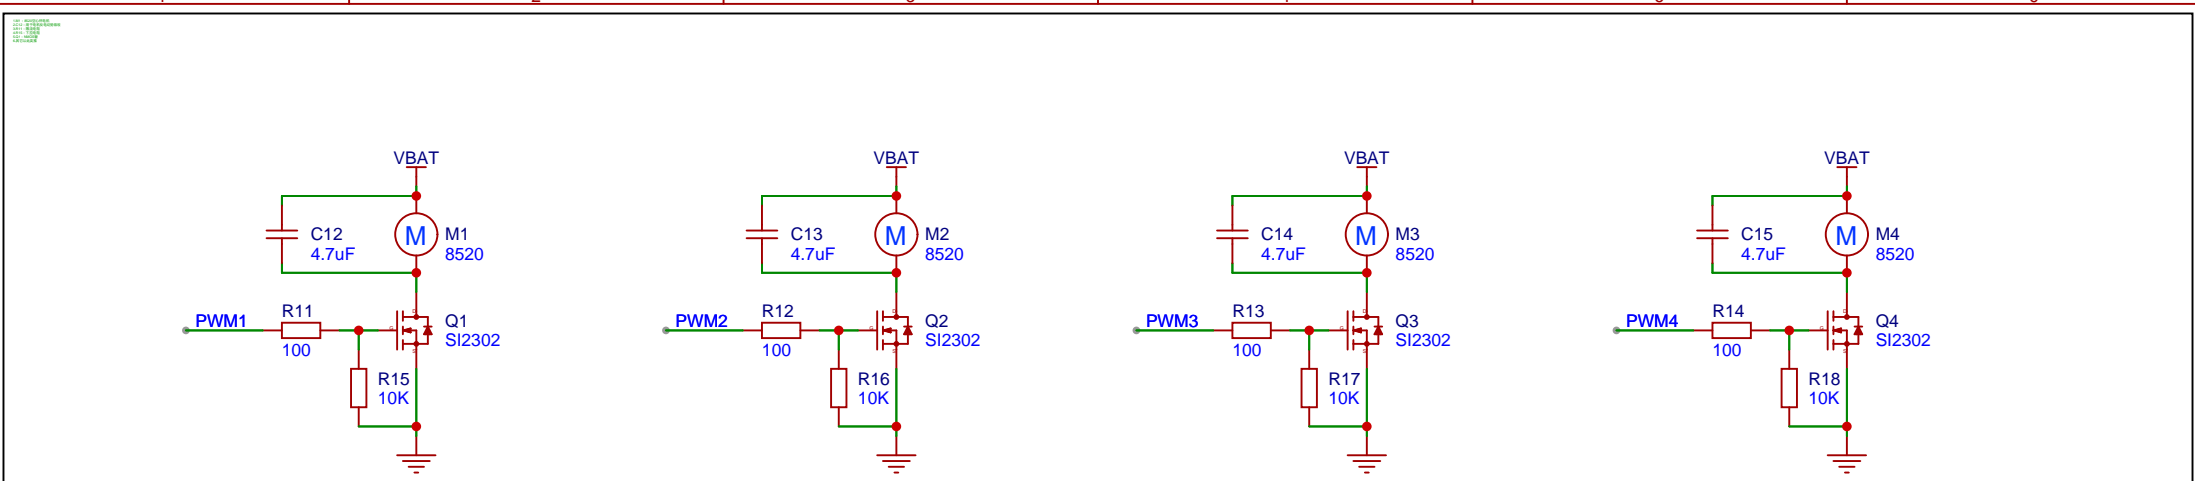 VBAT
C12
4.7uF
M
M1
8520
PWM1
R11
100
Q1
SI2302
R15
10K
VBAT
C13
4.7uF
M
M2
8520
PWM2
R12
100
Q2
SI2302
R16
10K
VBAT
C14
4.7uF
M
M3
8520
PWM3
R13
100
Q3
SI2302
R17
10K
VBAT
C15
4.7uF
M
M4
8520
PWM4
R14
100
Q4
SI2302
R18
10K